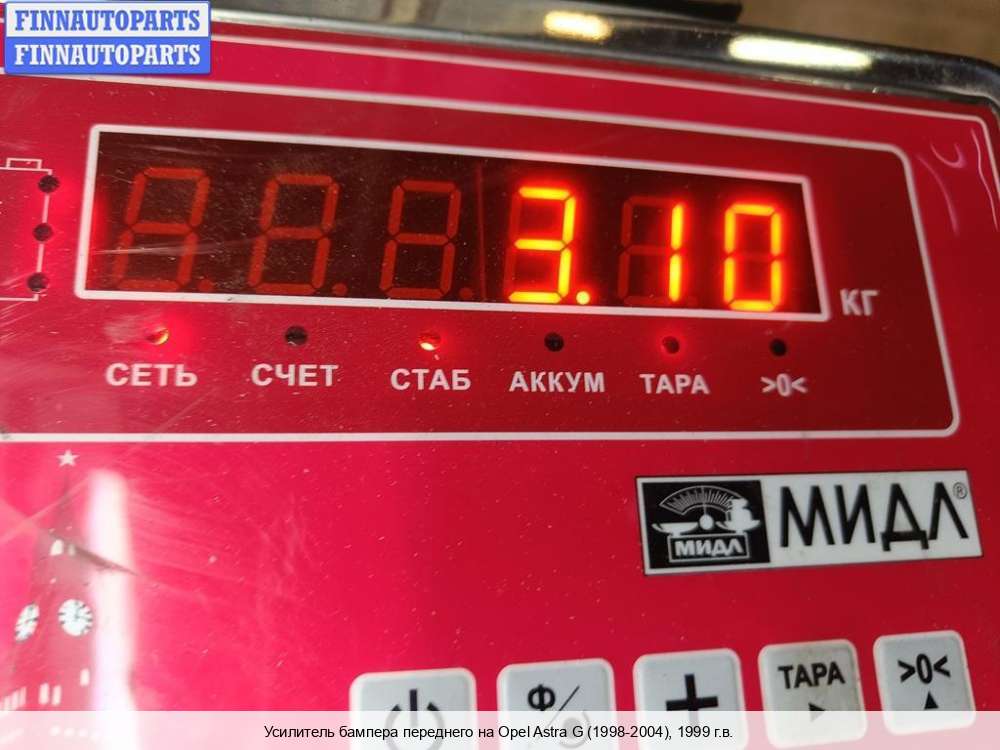 FINNAUTOPARTS
FINNAUTOPARTS
3.10
КГ
СЕТЬ СЧЕТ СТАБ АККУМ ТАРА >0<
МИДЛ МИДЛ®
Ф/
+ ТАРА >0<
Усилитель бампера переднего на Opel Astra G (1998-2004), 1999 г.в.